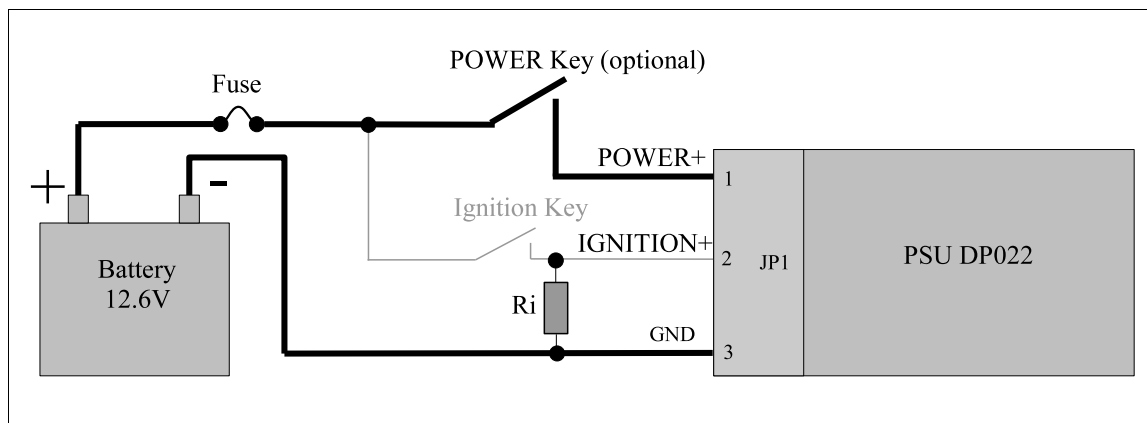 POWER Key (optional)
Fuse
POWER+
1
+
-
Ignition Key
IGNITION+
2
JP1
PSU DP022
Battery
12.6V
Ri
GND
3